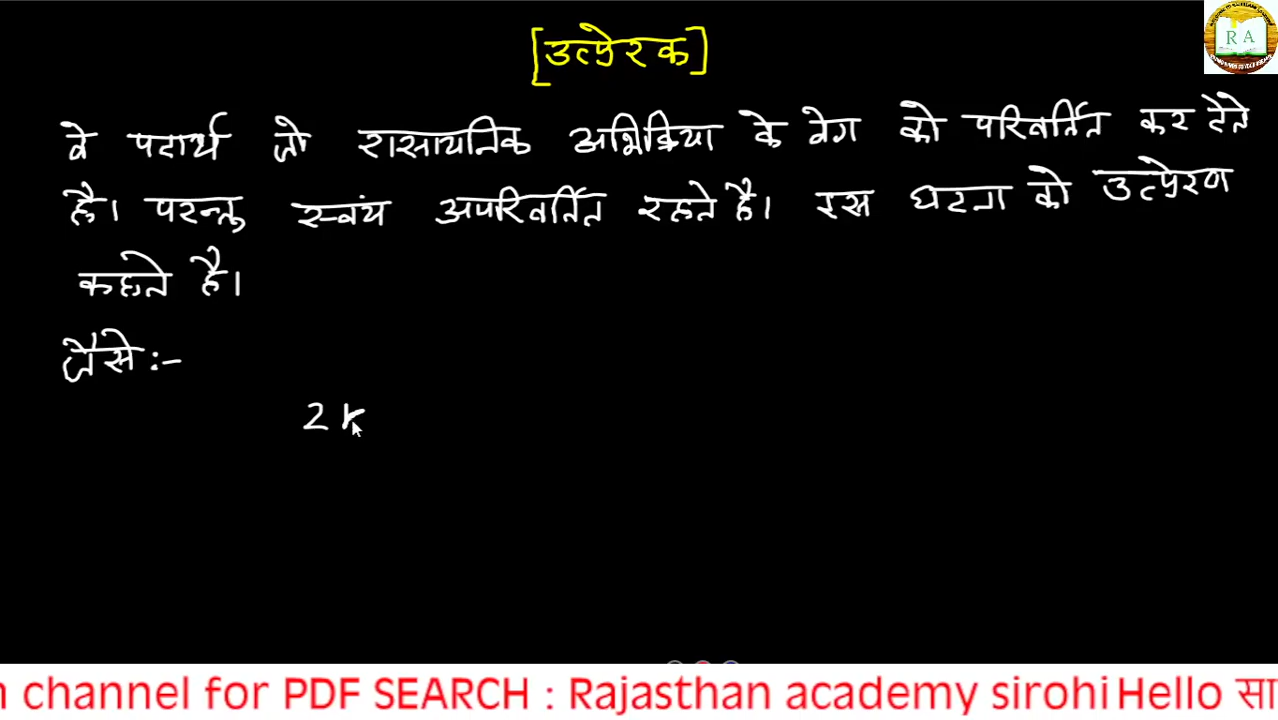 [उत्प्रेरक]
R A
वे पदार्थ जो रासायनिक अभिक्रिया के वेग को परिवर्तित कर देते
है। परन्तु स्वंय अपरिवर्तित रहते है। इस घटना को उत्प्रेरण
कहते है।
जैसे:-
2 K
n channel for PDF SEARCH : Rajasthan academy sirohi Hello सा